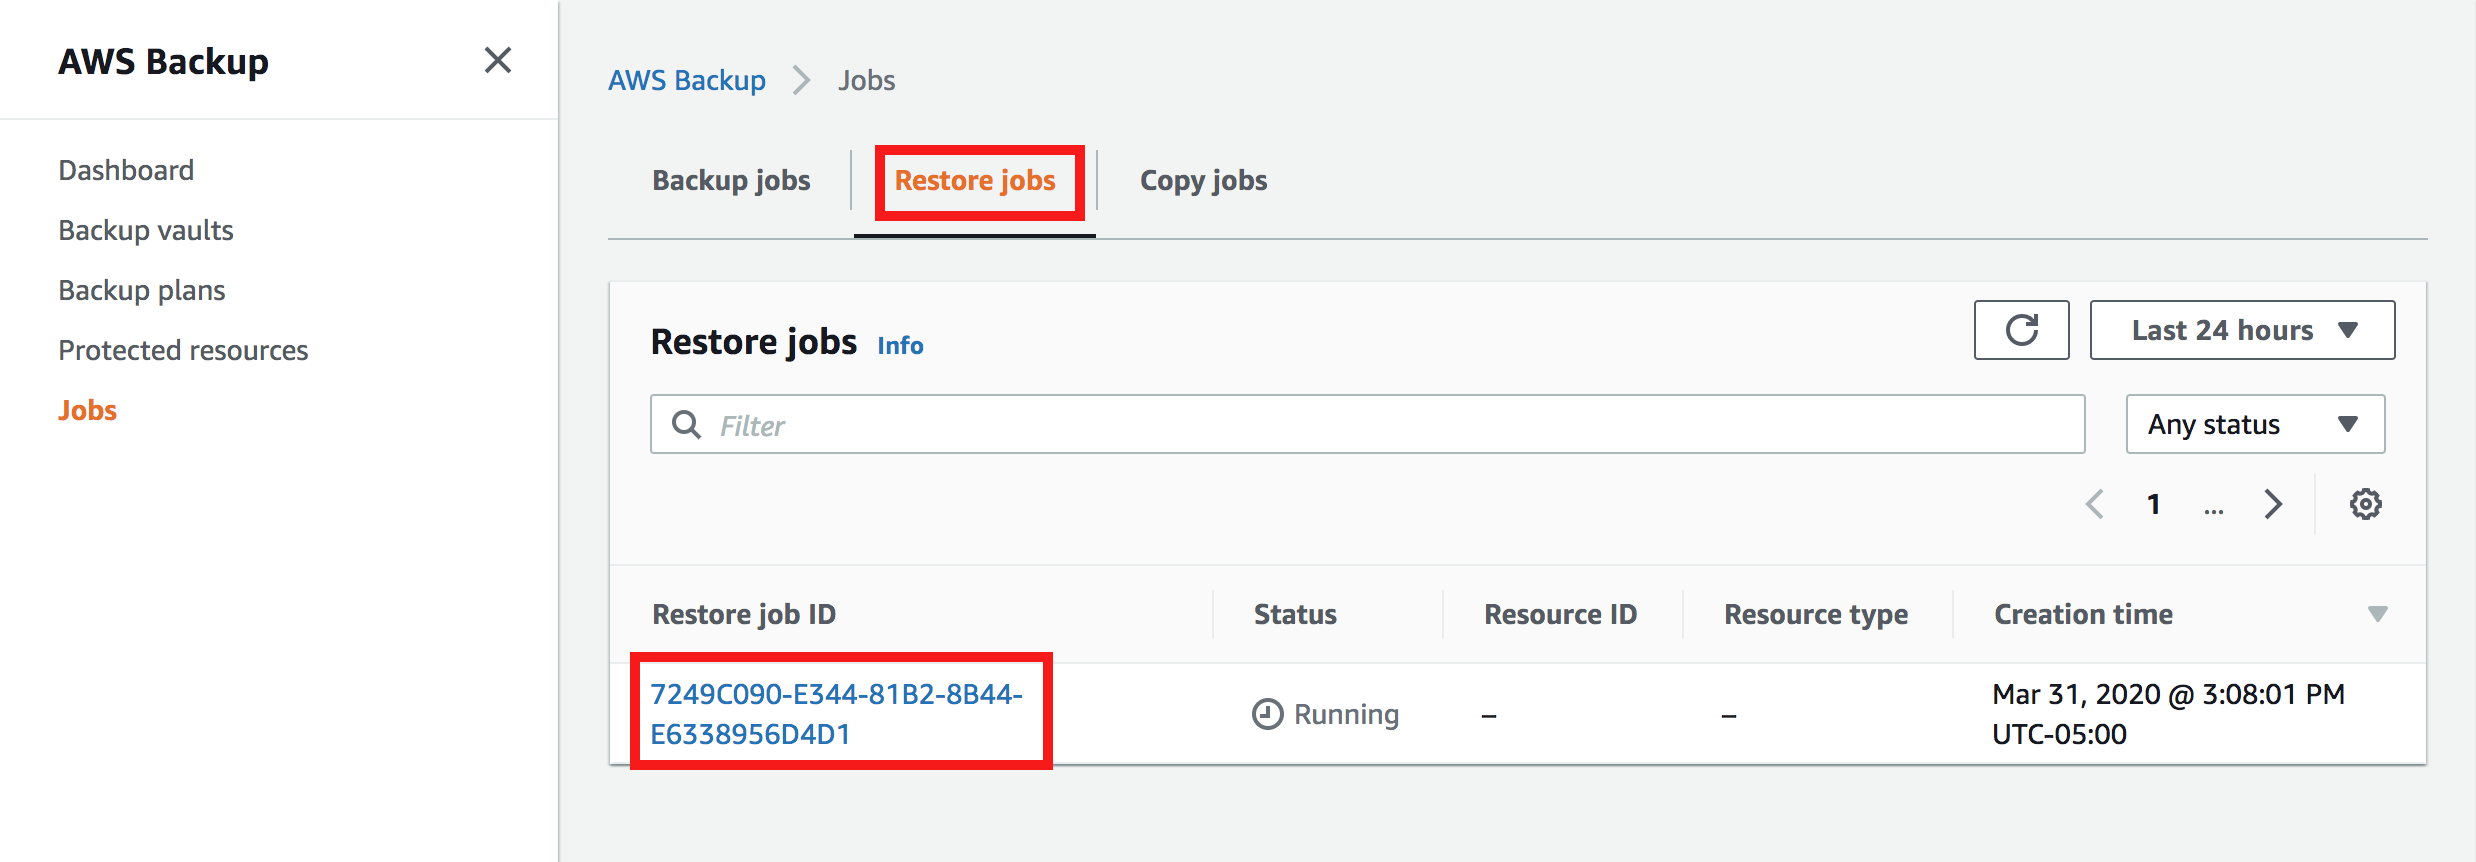 AWS Backup
Dashboard
Backup vaults
Backup plans
Protected resources
Jobs
AWS Backup > Jobs
Backup jobs Restore jobs Copy jobs
Restore jobs Info
Last 24 hours
Filter
Any status
1 ...
Restore job ID Status Resource ID Resource type Creation time
7249C090-E344-81B2-8B44-
E6338956D4D1
Running
–
–
Mar 31, 2020 @ 3:08:01 PM
UTC-05:00